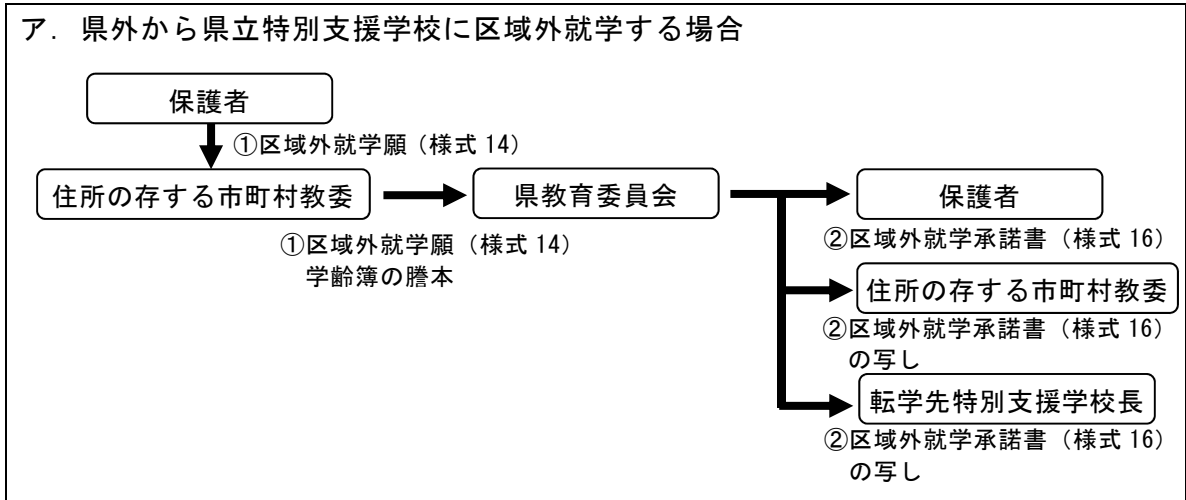 ア．県外から県立特別支援学校に区域外就学する場合
保護者
①区域外就学願（様式 14）
住所の存する市町村教委
県教育委員会
保護者
①区域外就学願（様式 14）
学齢簿の謄本
②区域外就学承諾書（様式 16）
住所の存する市町村教委
②区域外就学承諾書（様式 16）
の写し
転学先特別支援学校長
②区域外就学承諾書（様式 16）
の写し